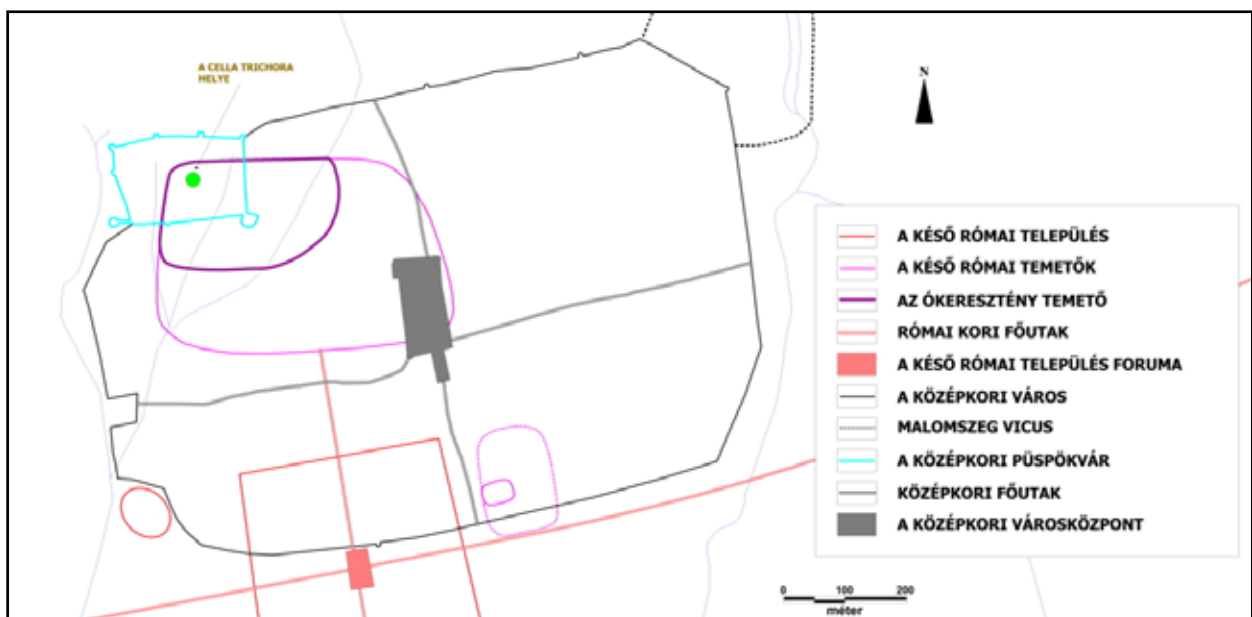 A CELLA TRICHORA
HELYE
N
A KÉSŐ RÓMAI TELEPÜLÉS
A KÉSŐ RÓMAI TEMETŐK
AZ ÓKERESZTÉNY TEMETŐ
RÓMAI KORI FŐUTAK
A KÉSŐ RÓMAI TELEPÜLÉS FORUMA
A KÖZÉPKORI VÁROS
MALOMSZEG VICUS
A KÖZÉPKORI PÜSPÖKVÁR
KÖZÉPKORI FŐUTAK
A KÖZÉPKORI VÁROSKÖZPONT
0 100 200
méter